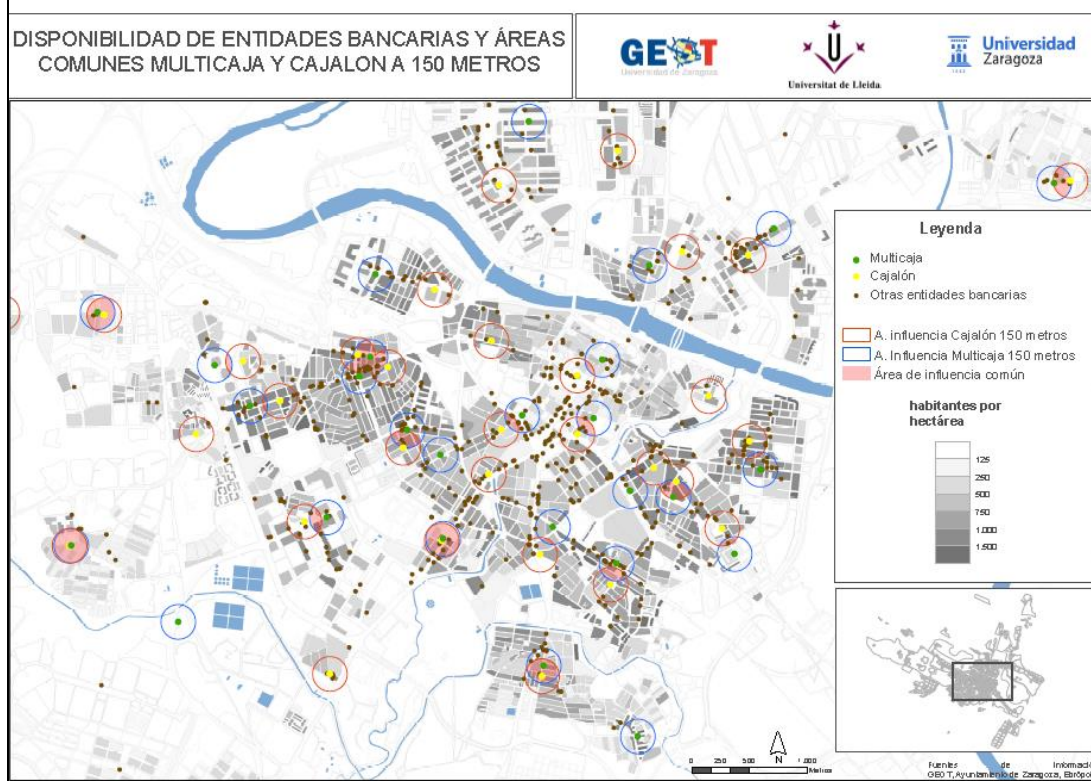 DISPONIBILIDAD DE ENTIDADES BANCARIAS Y ÁREAS
COMUNES MULTICAJA Y CAJALON A 150 METROS
GEOT
Universidad de Zaragoza
Universitat de Lleida
Universidad
Zaragoza
1542
Leyenda
Multicaja
Cajalón
Otras entidades bancarias
A. influencia Cajalón 150 metros
A. Influencia Multicaja 150 metros
Área de influencia común
habitantes por
hectárea
125
250
500
750
1.000
1.500
0 250 500 1.000
Metros
Fuentes de informaci
GEOT, Ayuntamiento de Zaragoza,